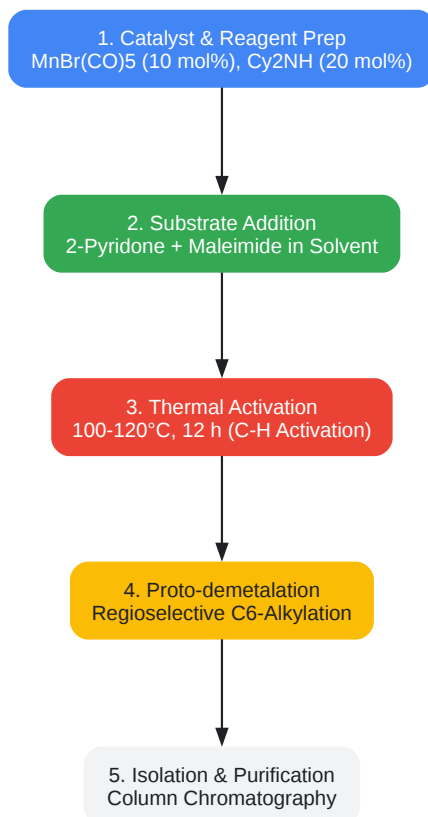 1. Catalyst & Reagent Prep
MnBr(CO)5 (10 mol%), Cy2NH (20 mol%)
2. Substrate Addition
2-Pyridone + Maleimide in Solvent
3. Thermal Activation
100-120°C, 12 h (C-H Activation)
4. Proto-demetalation
Regioselective C6-Alkylation
5. Isolation & Purification
Column Chromatography